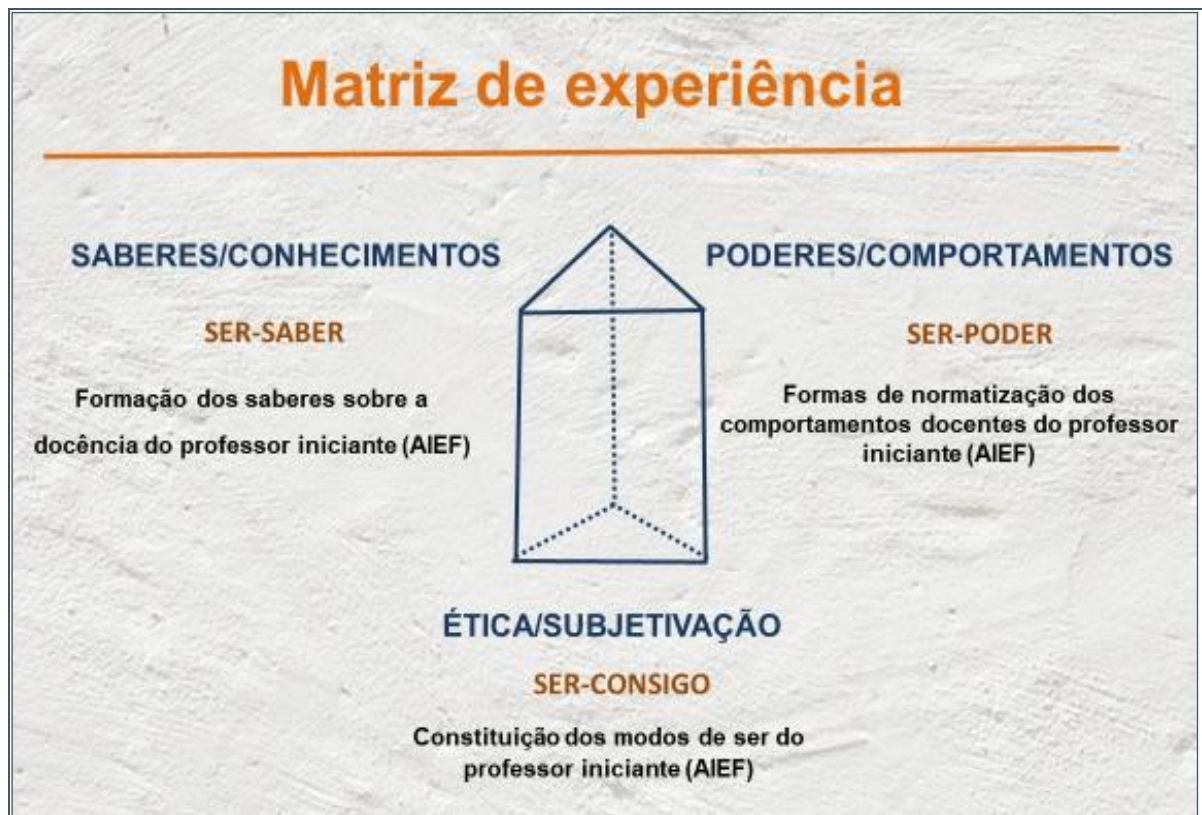 Matriz de experiência
SABERES/CONHECIMENTOS
SER-SABER
Formação dos saberes sobre a
docência do professor iniciante (AIEF)
PODERES/COMPORTAMENTOS
SER-PODER
Formas de normatização dos
comportamentos docentes do professor
iniciante (AIEF)
ÉTICA/SUBJETIVAÇÃO
SER-CONSIGO
Constituição dos modos de ser do
professor iniciante (AIEF)